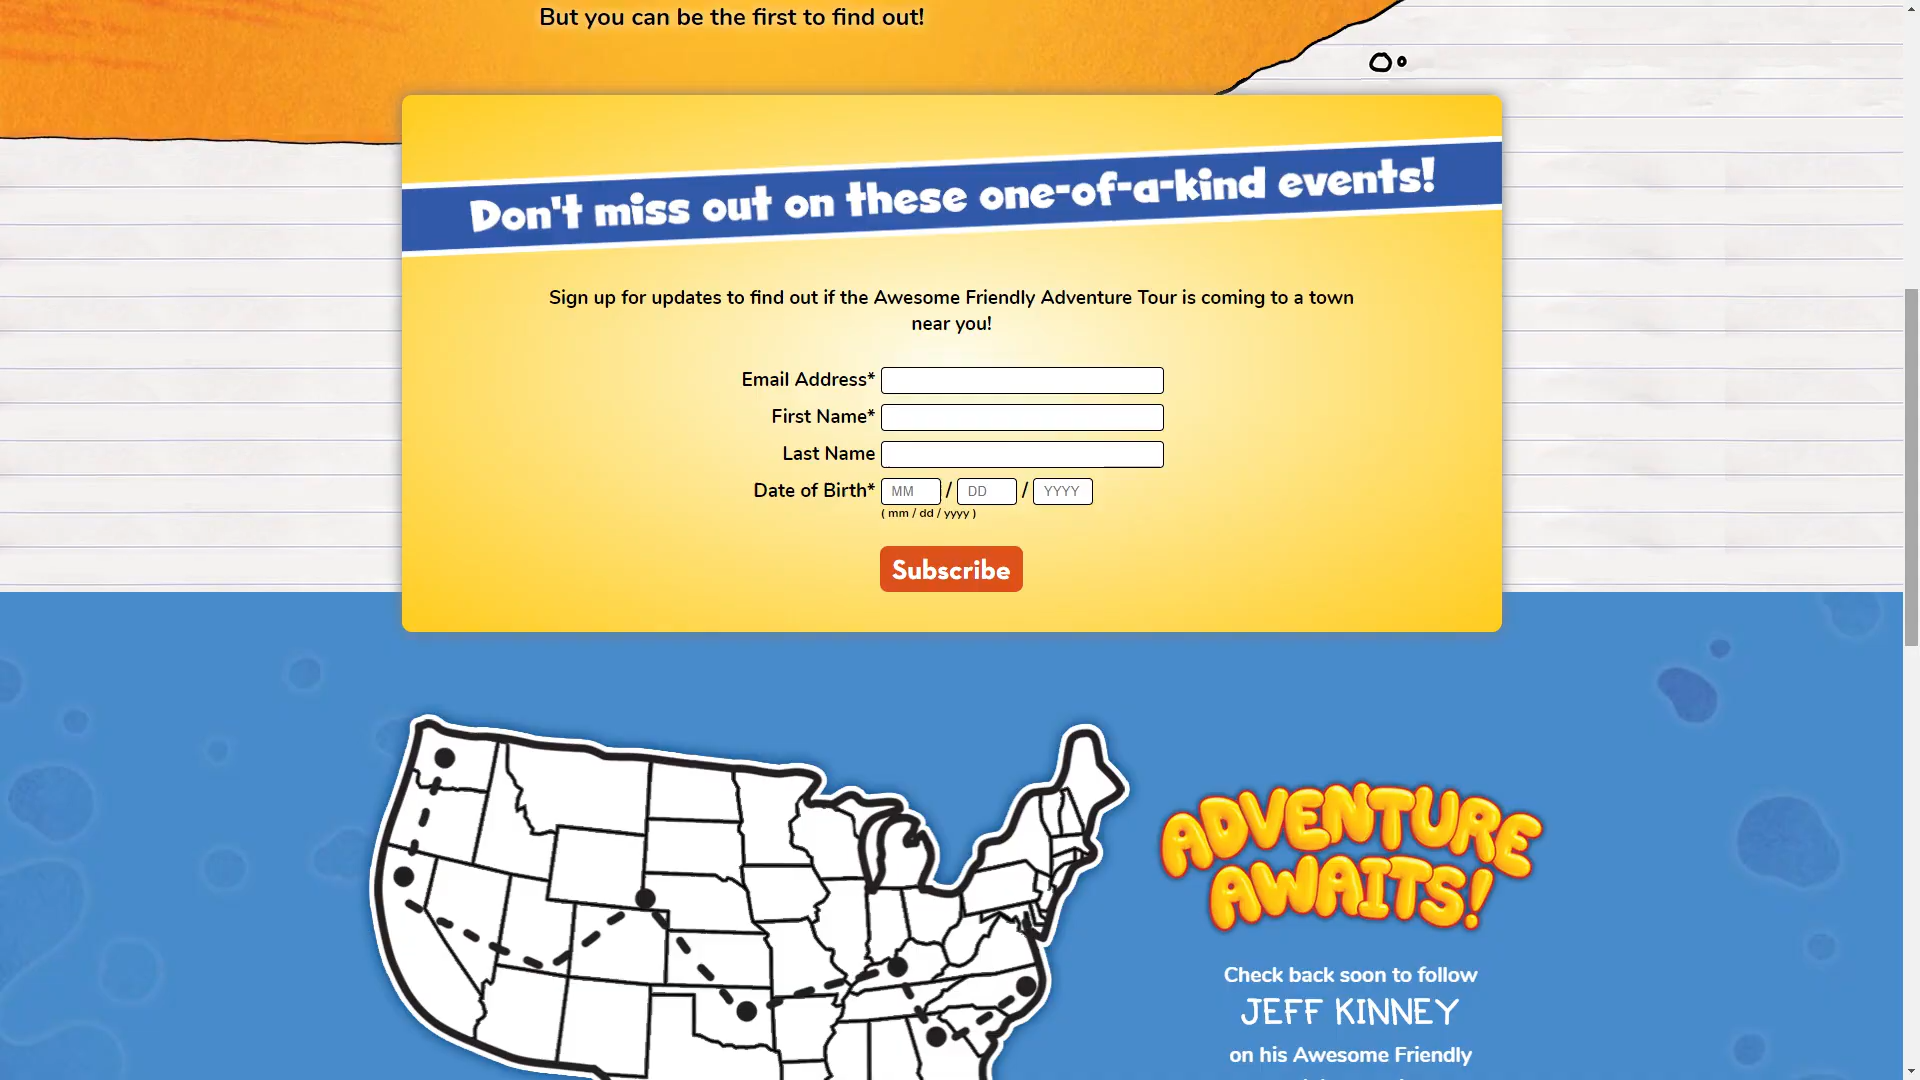 But you can be the first to find out!
Don't miss out on these one-of-a-kind events!
Sign up for updates to find out if the Awesome Friendly Adventure Tour is coming to a town
near you!
Email Address*
First Name*
Last Name
Date of Birth* MM / DD / YYYY
( mm / dd / yyyy )
Subscribe
ADVENTURE
AWAITS!
Check back soon to follow
JEFF KINNEY
on his Awesome Friendly